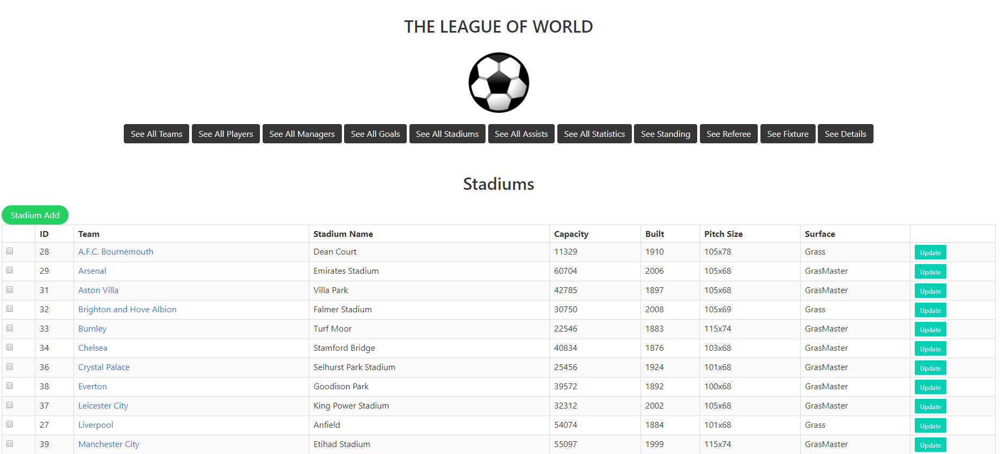 THE LEAGUE OF WORLD
See All Teams See All Players See All Managers See All Goals See All Stadiums See All Assists See All Statistics See Standing See Referee See Fixture See Details
Stadiums
Stadium Add
ID Team Stadium Name Capacity Built Pitch Size Surface
28 A.F.C. Bournemouth Dean Court 11329 1910 105x78 Grass Update
29 Arsenal Emirates Stadium 60704 2006 105x68 GrasMaster Update
31 Aston Villa Villa Park 42785 1897 105x68 GrasMaster Update
32 Brighton and Hove Albion Falmer Stadium 30750 2008 105x69 Grass Update
33 Burnley Turf Moor 22546 1883 115x74 GrasMaster Update
34 Chelsea Stamford Bridge 40834 1876 103x68 GrasMaster Update
36 Crystal Palace Selhurst Park Stadium 25456 1924 101x68 GrasMaster Update
38 Everton Goodison Park 39572 1892 100x68 GrasMaster Update
37 Leicester City King Power Stadium 32312 2002 105x68 GrasMaster Update
27 Liverpool Anfield 54074 1884 101x68 Grass Update
39 Manchester City Etihad Stadium 55097 1999 115x74 GrasMaster Update